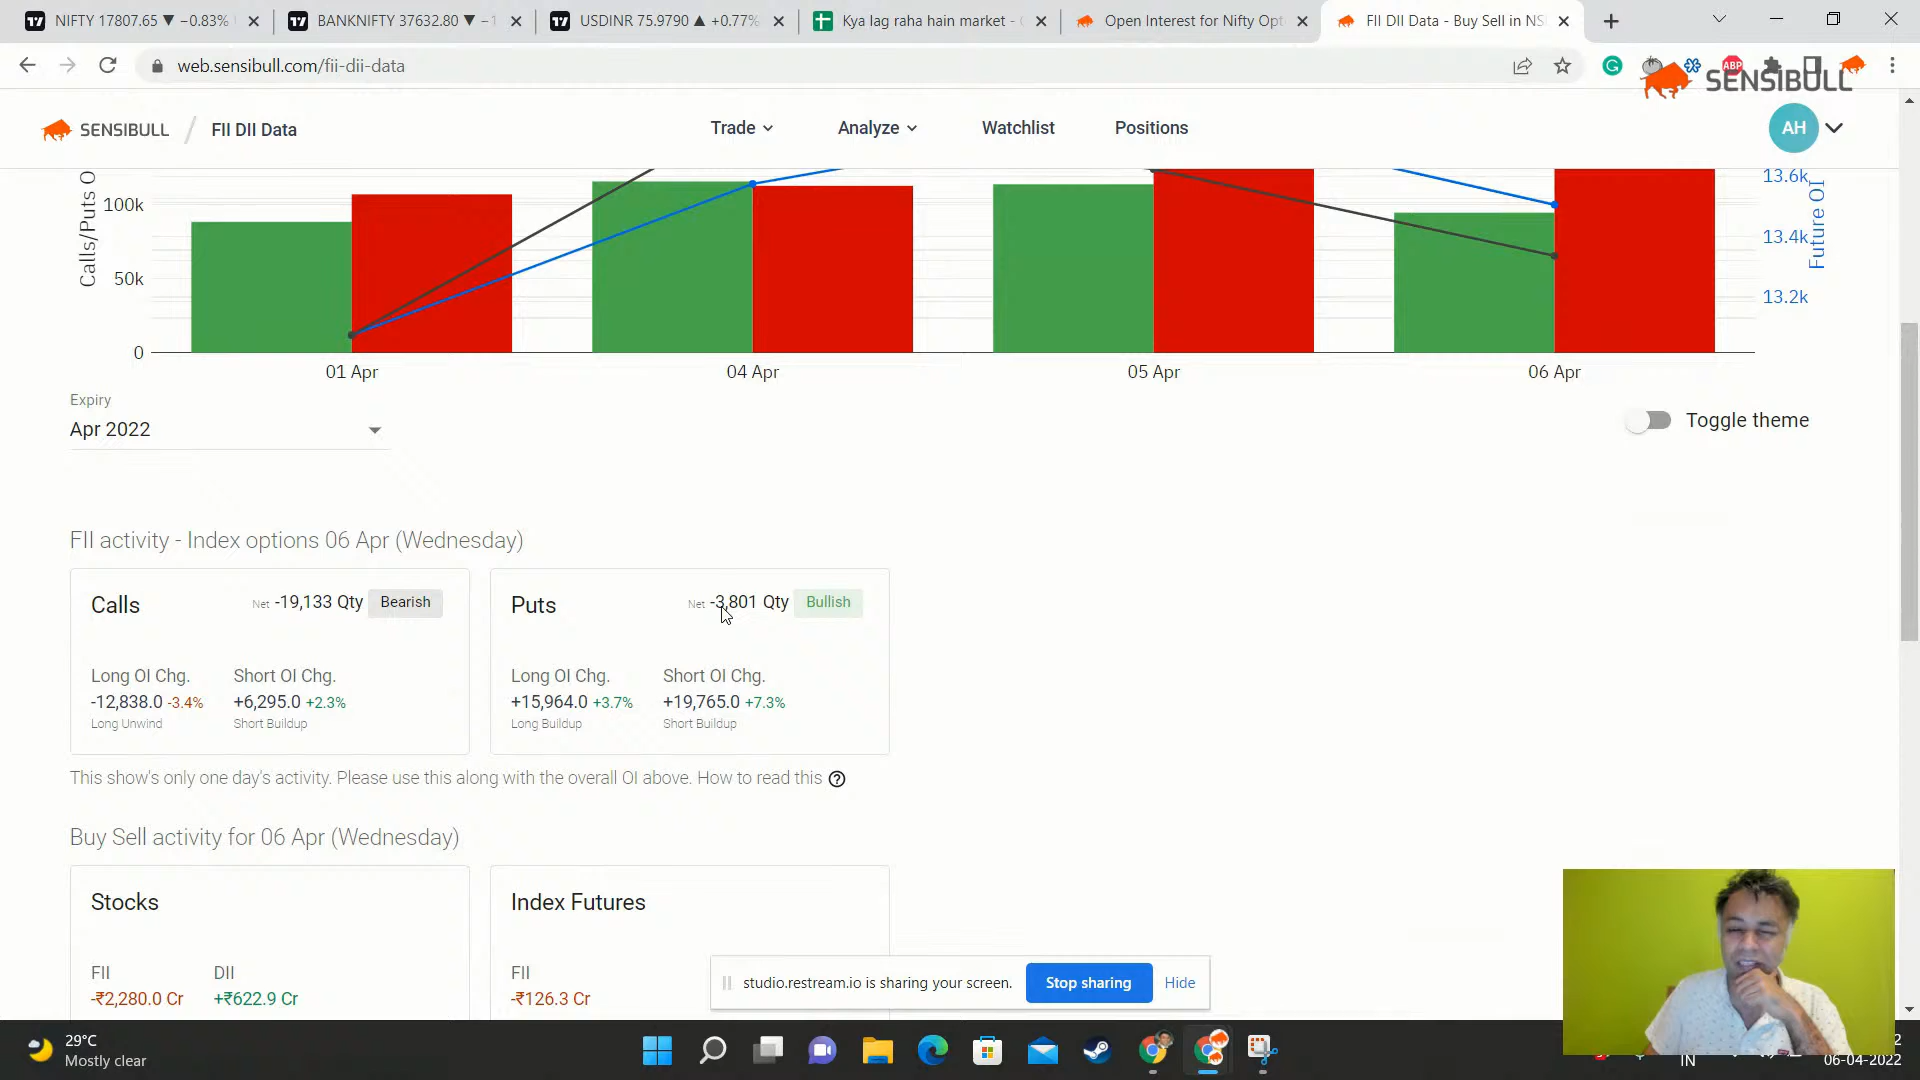 NIFTY 17807.65 ▼ −0.83%
BANKNIFTY 37632.80 ▼ −1
USDINR 75.9790 ▲ +0.77%
Kya lag raha hain market -
Open Interest for Nifty Opt
FII DII Data - Buy Sell in NS
web.sensibull.com/fii-dii-data
ABP
SENSIBULL
SENSIBULL / FII DII Data
Trade
Analyze
Watchlist
Positions
AH
Calls/Puts O
100k
50k
0
13.6k
13.4k
13.2k
Future OI
01 Apr
04 Apr
05 Apr
06 Apr
Expiry
Apr 2022
Toggle theme
FII activity - Index options 06 Apr (Wednesday)
Calls
Net -19,133 Qty Bearish
Long OI Chg.
-12,838.0 -3.4%
Long Unwind
Short OI Chg.
+6,295.0 +2.3%
Short Buildup
Puts
Net -3,801 Qty Bullish
Long OI Chg.
+15,964.0 +3.7%
Long Buildup
Short OI Chg.
+19,765.0 +7.3%
Short Buildup
This show's only one day's activity. Please use this along with the overall OI above. How to read this ?
Buy Sell activity for 06 Apr (Wednesday)
Stocks
FII
-₹2,280.0 Cr
DII
+₹622.9 Cr
Index Futures
FII
-₹126.3 Cr
studio.restream.io is sharing your screen.
Stop sharing
Hide
29°C
Mostly clear
IN
2
06-04-2022